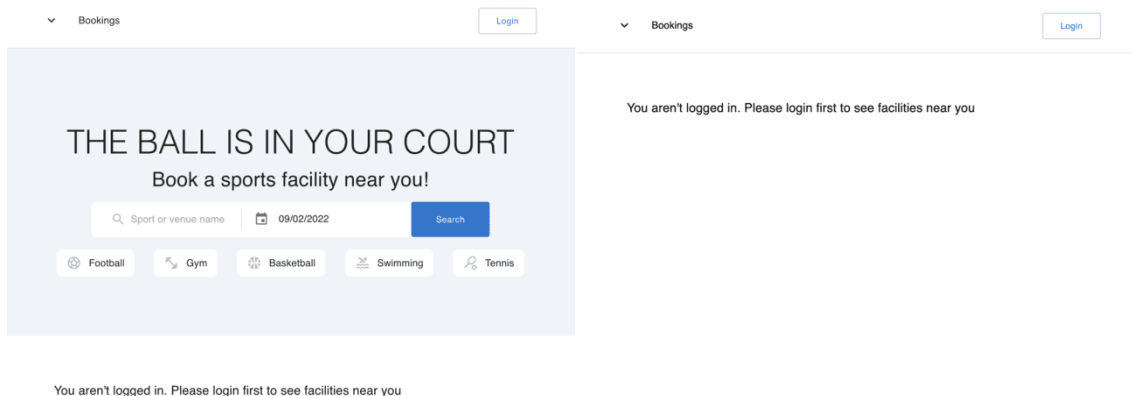 Bookings
Login
THE BALL IS IN YOUR COURT
Book a sports facility near you!
Sport or venue name
09/02/2022
Search
Football
Gym
Basketball
Swimming
Tennis
You aren't logged in. Please login first to see facilities near you
Bookings
Login
You aren't logged in. Please login first to see facilities near you